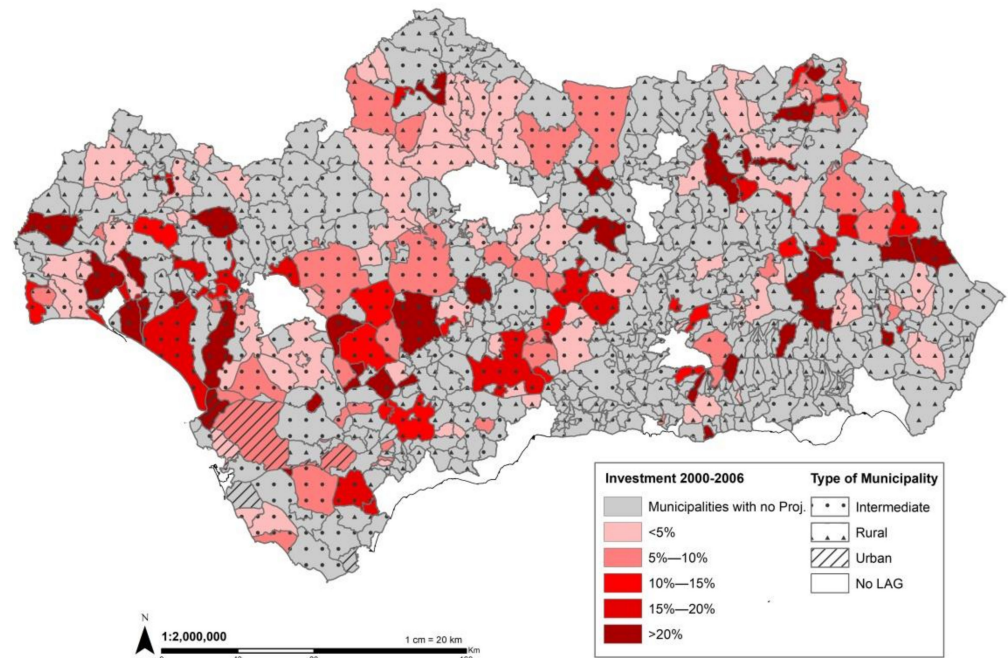 Investment 2000-2006
Municipalities with no Proj.
<5%
5%—10%
10%—15%
15%—20%
>20%
Type of Municipality
Intermediate
Rural
Urban
No LAG
N
1:2,000,000
1 cm = 20 km
Km
0